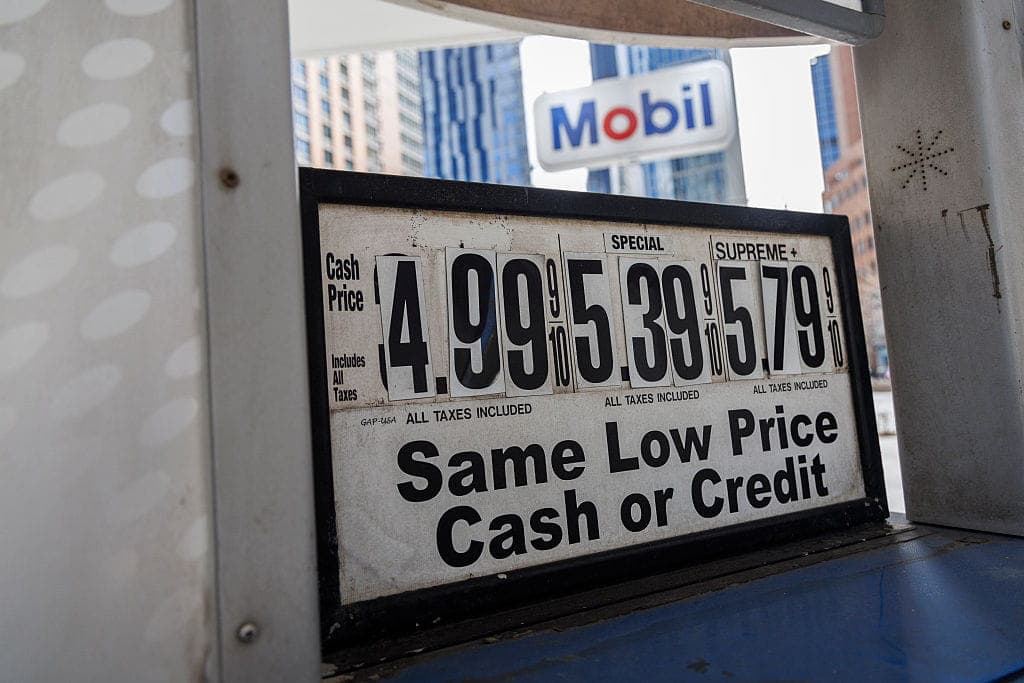 Mobil
SPECIAL
SUPREME+
Cash
Price
4.99 9/10
5.39 9/10
5.79 9/10
Includes
All
Taxes
GAP-USA
ALL TAXES INCLUDED
ALL TAXES INCLUDED
ALL TAXES INCLUDED
Same Low Price
Cash or Credit